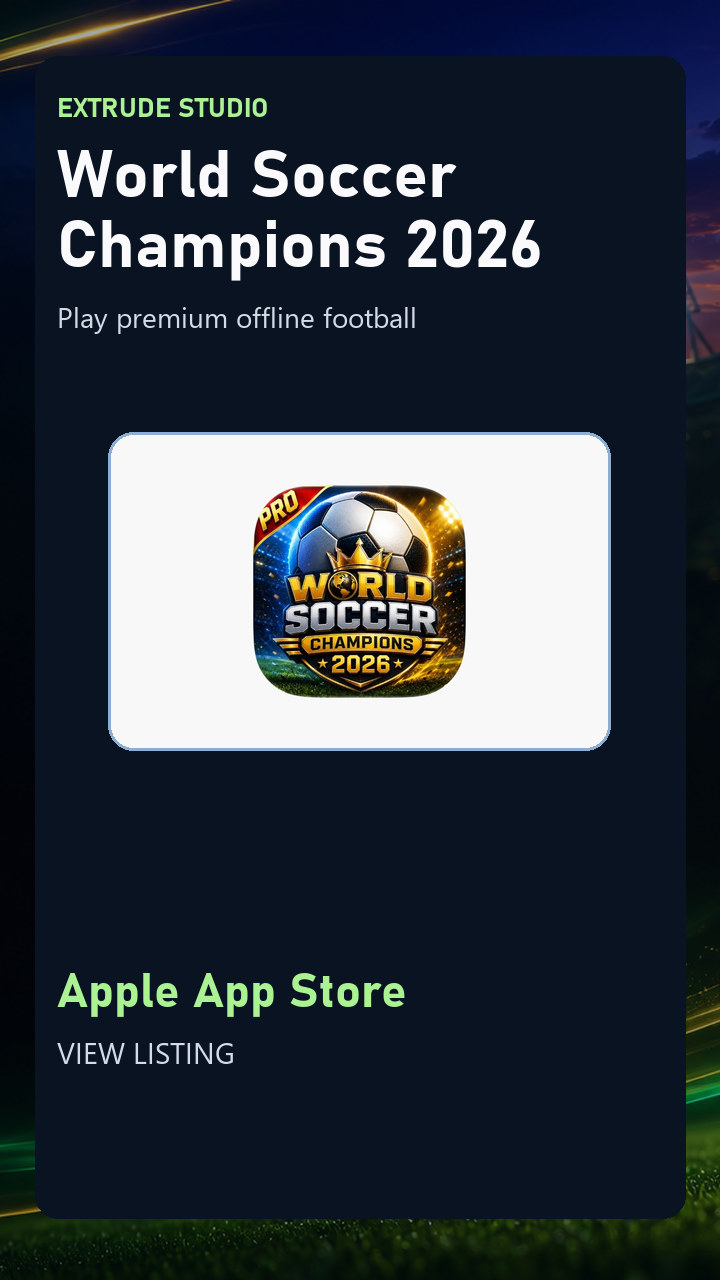 EXTRUDE STUDIO
World Soccer
Champions 2026
Play premium offline football
PRO
WORLD
SOCCER
CHAMPIONS
2026
Apple App Store
VIEW LISTING